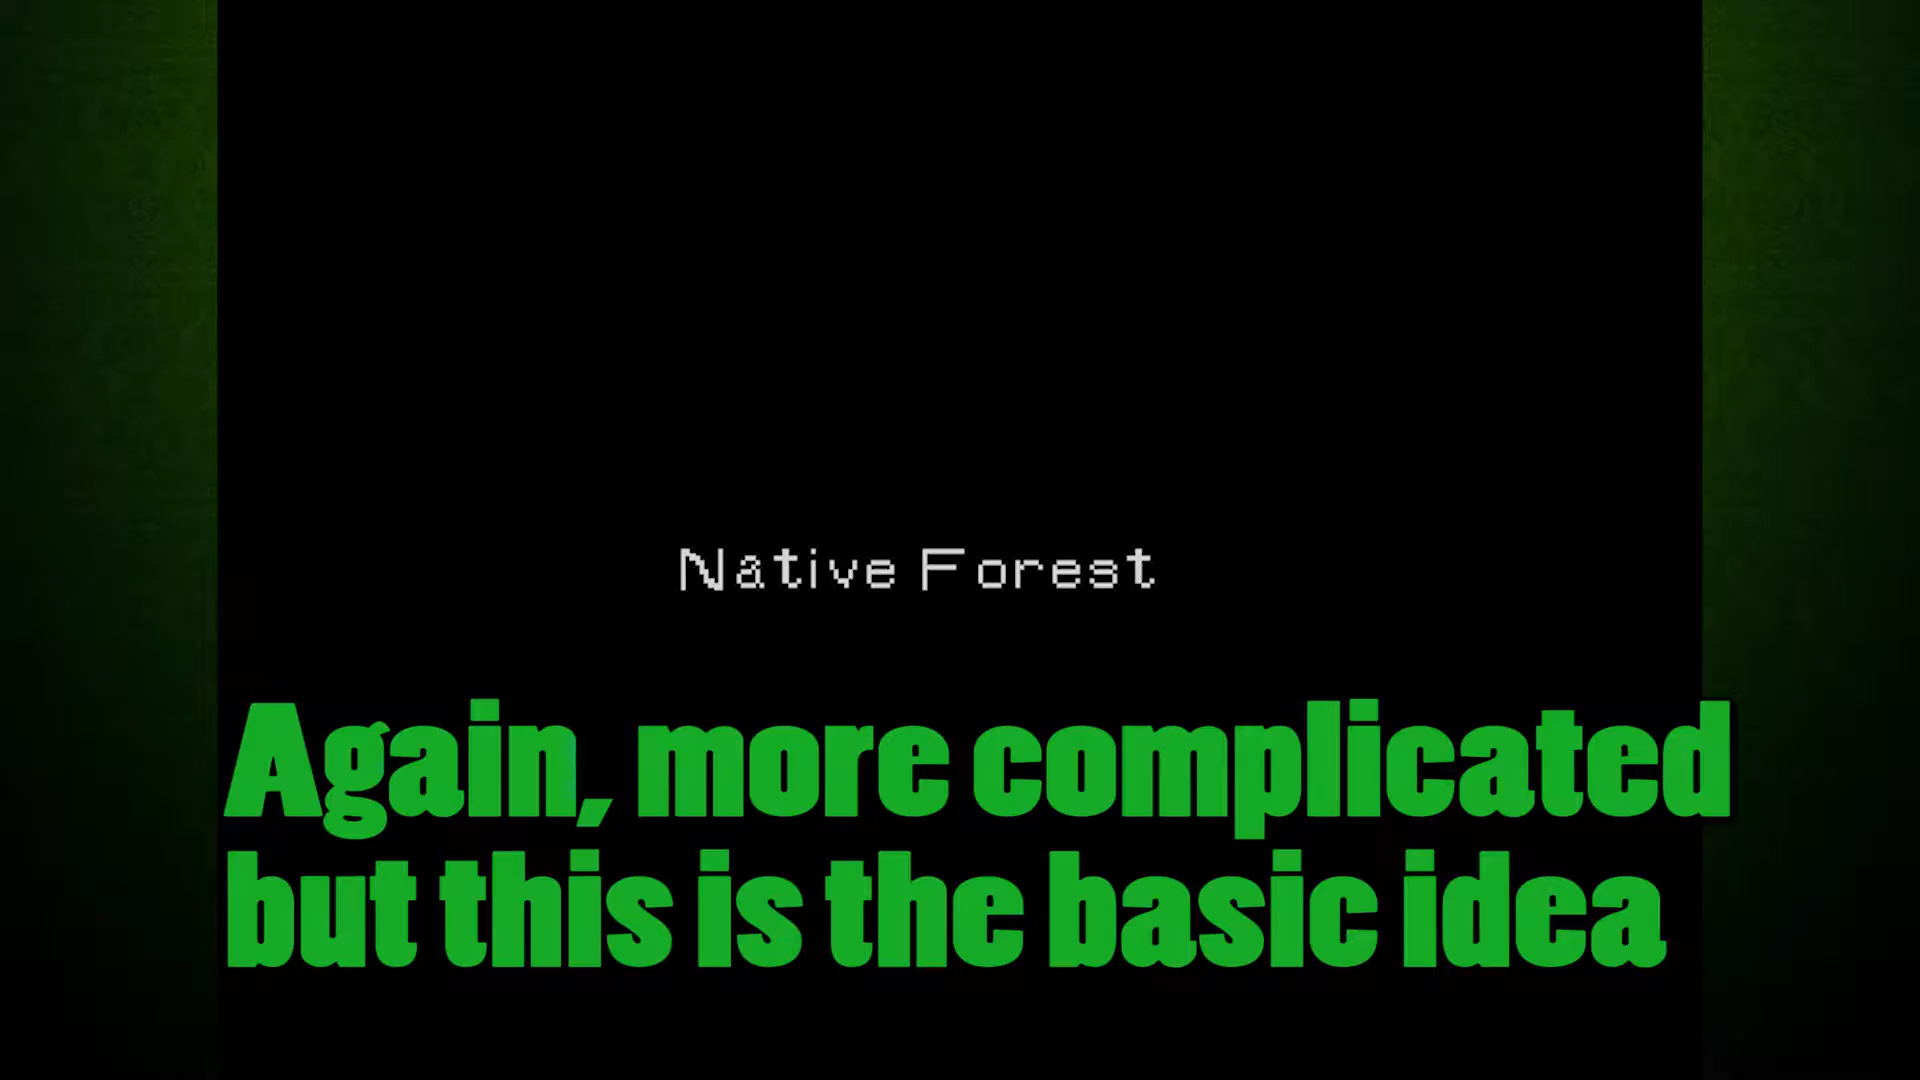 Native Forest
Again, more complicated
but this is the basic idea